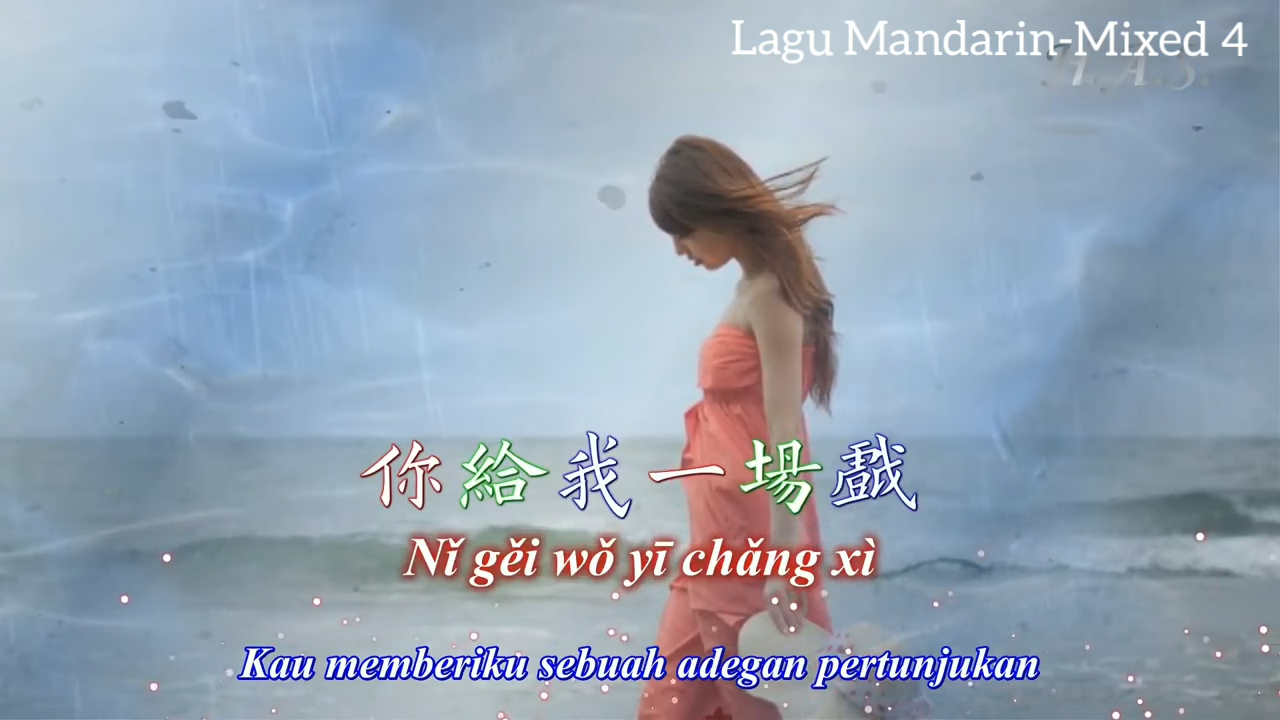 Lagu Mandarin-Mixed 4
H.A.S.
你給我一場戲
Nǐ gěi wǒ yī chǎng xì
Kau memberiku sebuah adegan pertunjukan